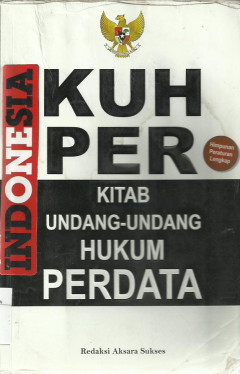 INDONESIA
KUH
PER
Himpunan
Peraturan
Lengkap
KITAB
UNDANG-UNDANG
HUKUM
PERDATA
Redaksi Aksara Sukses